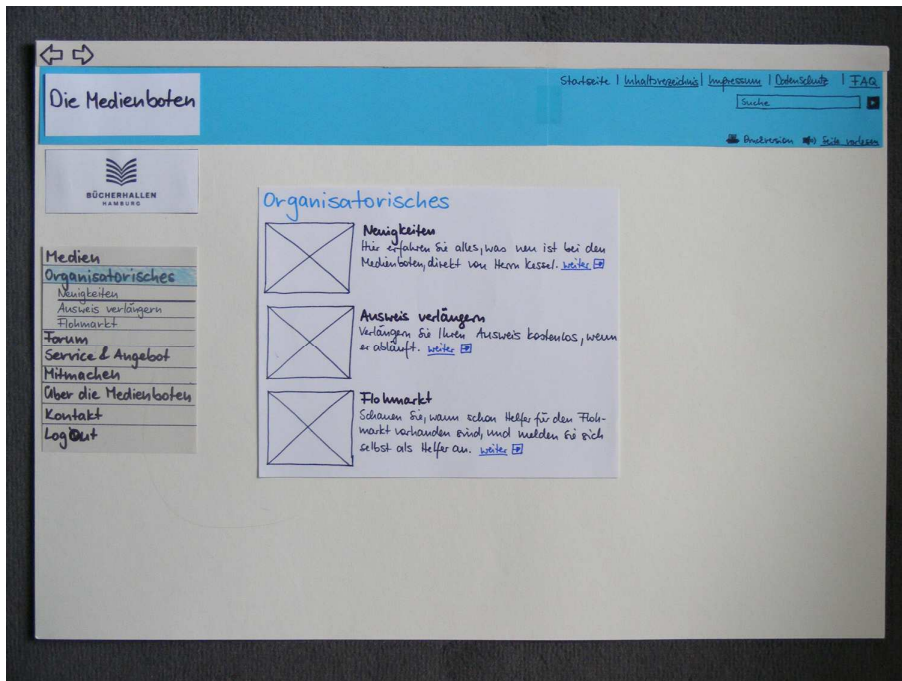 Startseite | Inhaltsverzeichnis | Impressum | Datenschutz | FAQ
Die Medienboten
Suche
Druckversion Seite vorlesen
BÜCHERHALLEN
HAMBURG
Medien
Organisatorisches
Neuigkeiten
Ausweis verlängern
Flohmarkt
Forum
Service & Angebot
Mitmachen
Über die Medienboten
Kontakt
Logout
Organisatorisches
Neuigkeiten
Hier erfahren Sie alles, was neu ist bei den
Medienboten, direkt von Herrn Kessel. weiter
Ausweis verlängern
Verlängern Sie Ihren Ausweis kostenlos, wenn
er abläuft. weiter
Flohmarkt
Schauen Sie, wann schon Helfer für den Floh-
markt vorhanden sind, und melden Sie sich
selbst als Helfer an. weiter